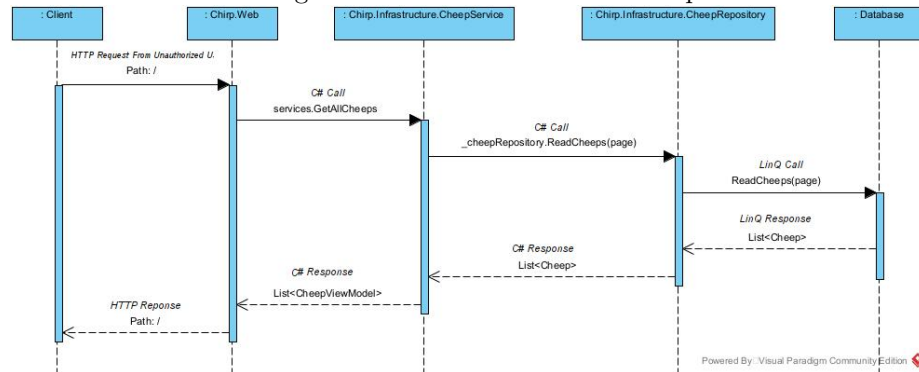 : Client
: Chirp.Web
: Chirp.Infrastructure.CheepService
: Chirp.Infrastructure.CheepRepository
: Database
HTTP Request From Unauthorized U.
Path: /
C# Call
services.GetAllCheeps
C# Call
_cheepRepository.ReadCheeps(page)
LinQ Call
ReadCheeps(page)
LinQ Response
List<Cheep>
C# Response
List<Cheep>
C# Response
List<CheepViewModel>
HTTP Reponse
Path: /
Powered By Visual Paradigm Community Edition